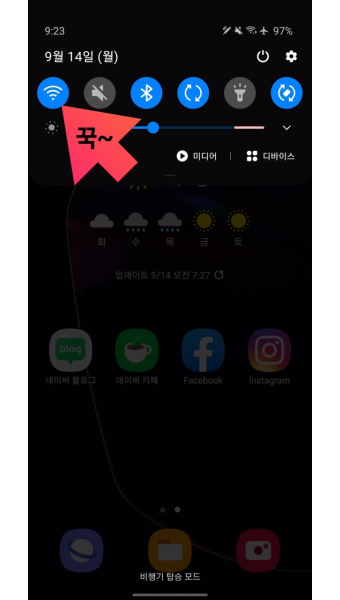 9:23
97%
9월 14일 (월)
꾹~
미디어 | 디바이스
화 수 목 금 토
업데이트 9/14 오전 7:27
blog
네이버 블로그 네이버 카페 Facebook Instagram
비행기 탑승 모드